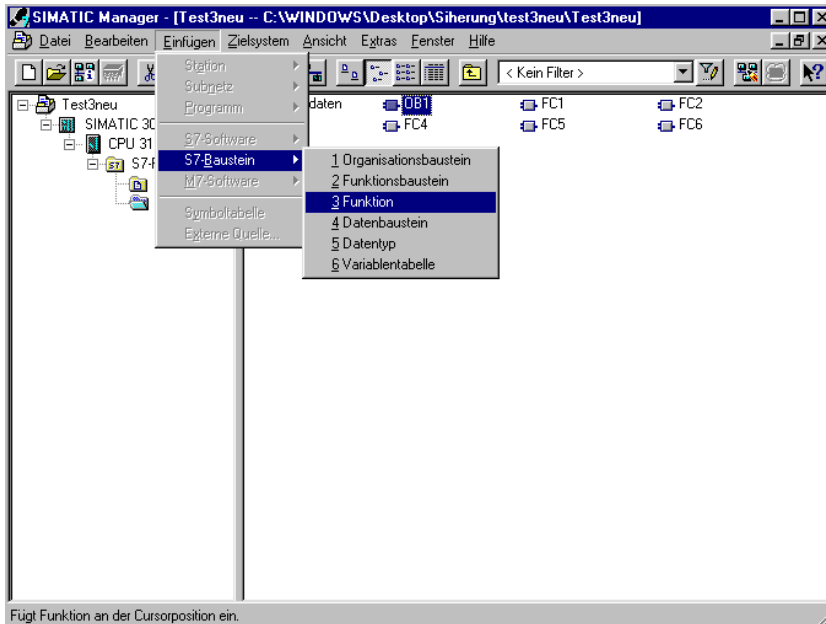 SIMATIC Manager - [Test3neu -- C:\WINDOWS\Desktop\Siherung\test3neu\Test3neu]
Datei Bearbeiten Einfügen Zielsystem Ansicht Extras Fenster Hilfe
< Kein Filter >
Station
Subnetz
Programm
S7-Software
S7-Baustein
M7-Software
Symboltabelle
Externe Quelle...
1 Organisationsbaustein
2 Funktionsbaustein
3 Funktion
4 Datenbaustein
5 Datentyp
6 Variablentabelle
Test3neu
SIMATIC 30
CPU 31
S7
daten OB1 FC1 FC2
FC4 FC5 FC6
Fügt Funktion an der Cursorposition ein.